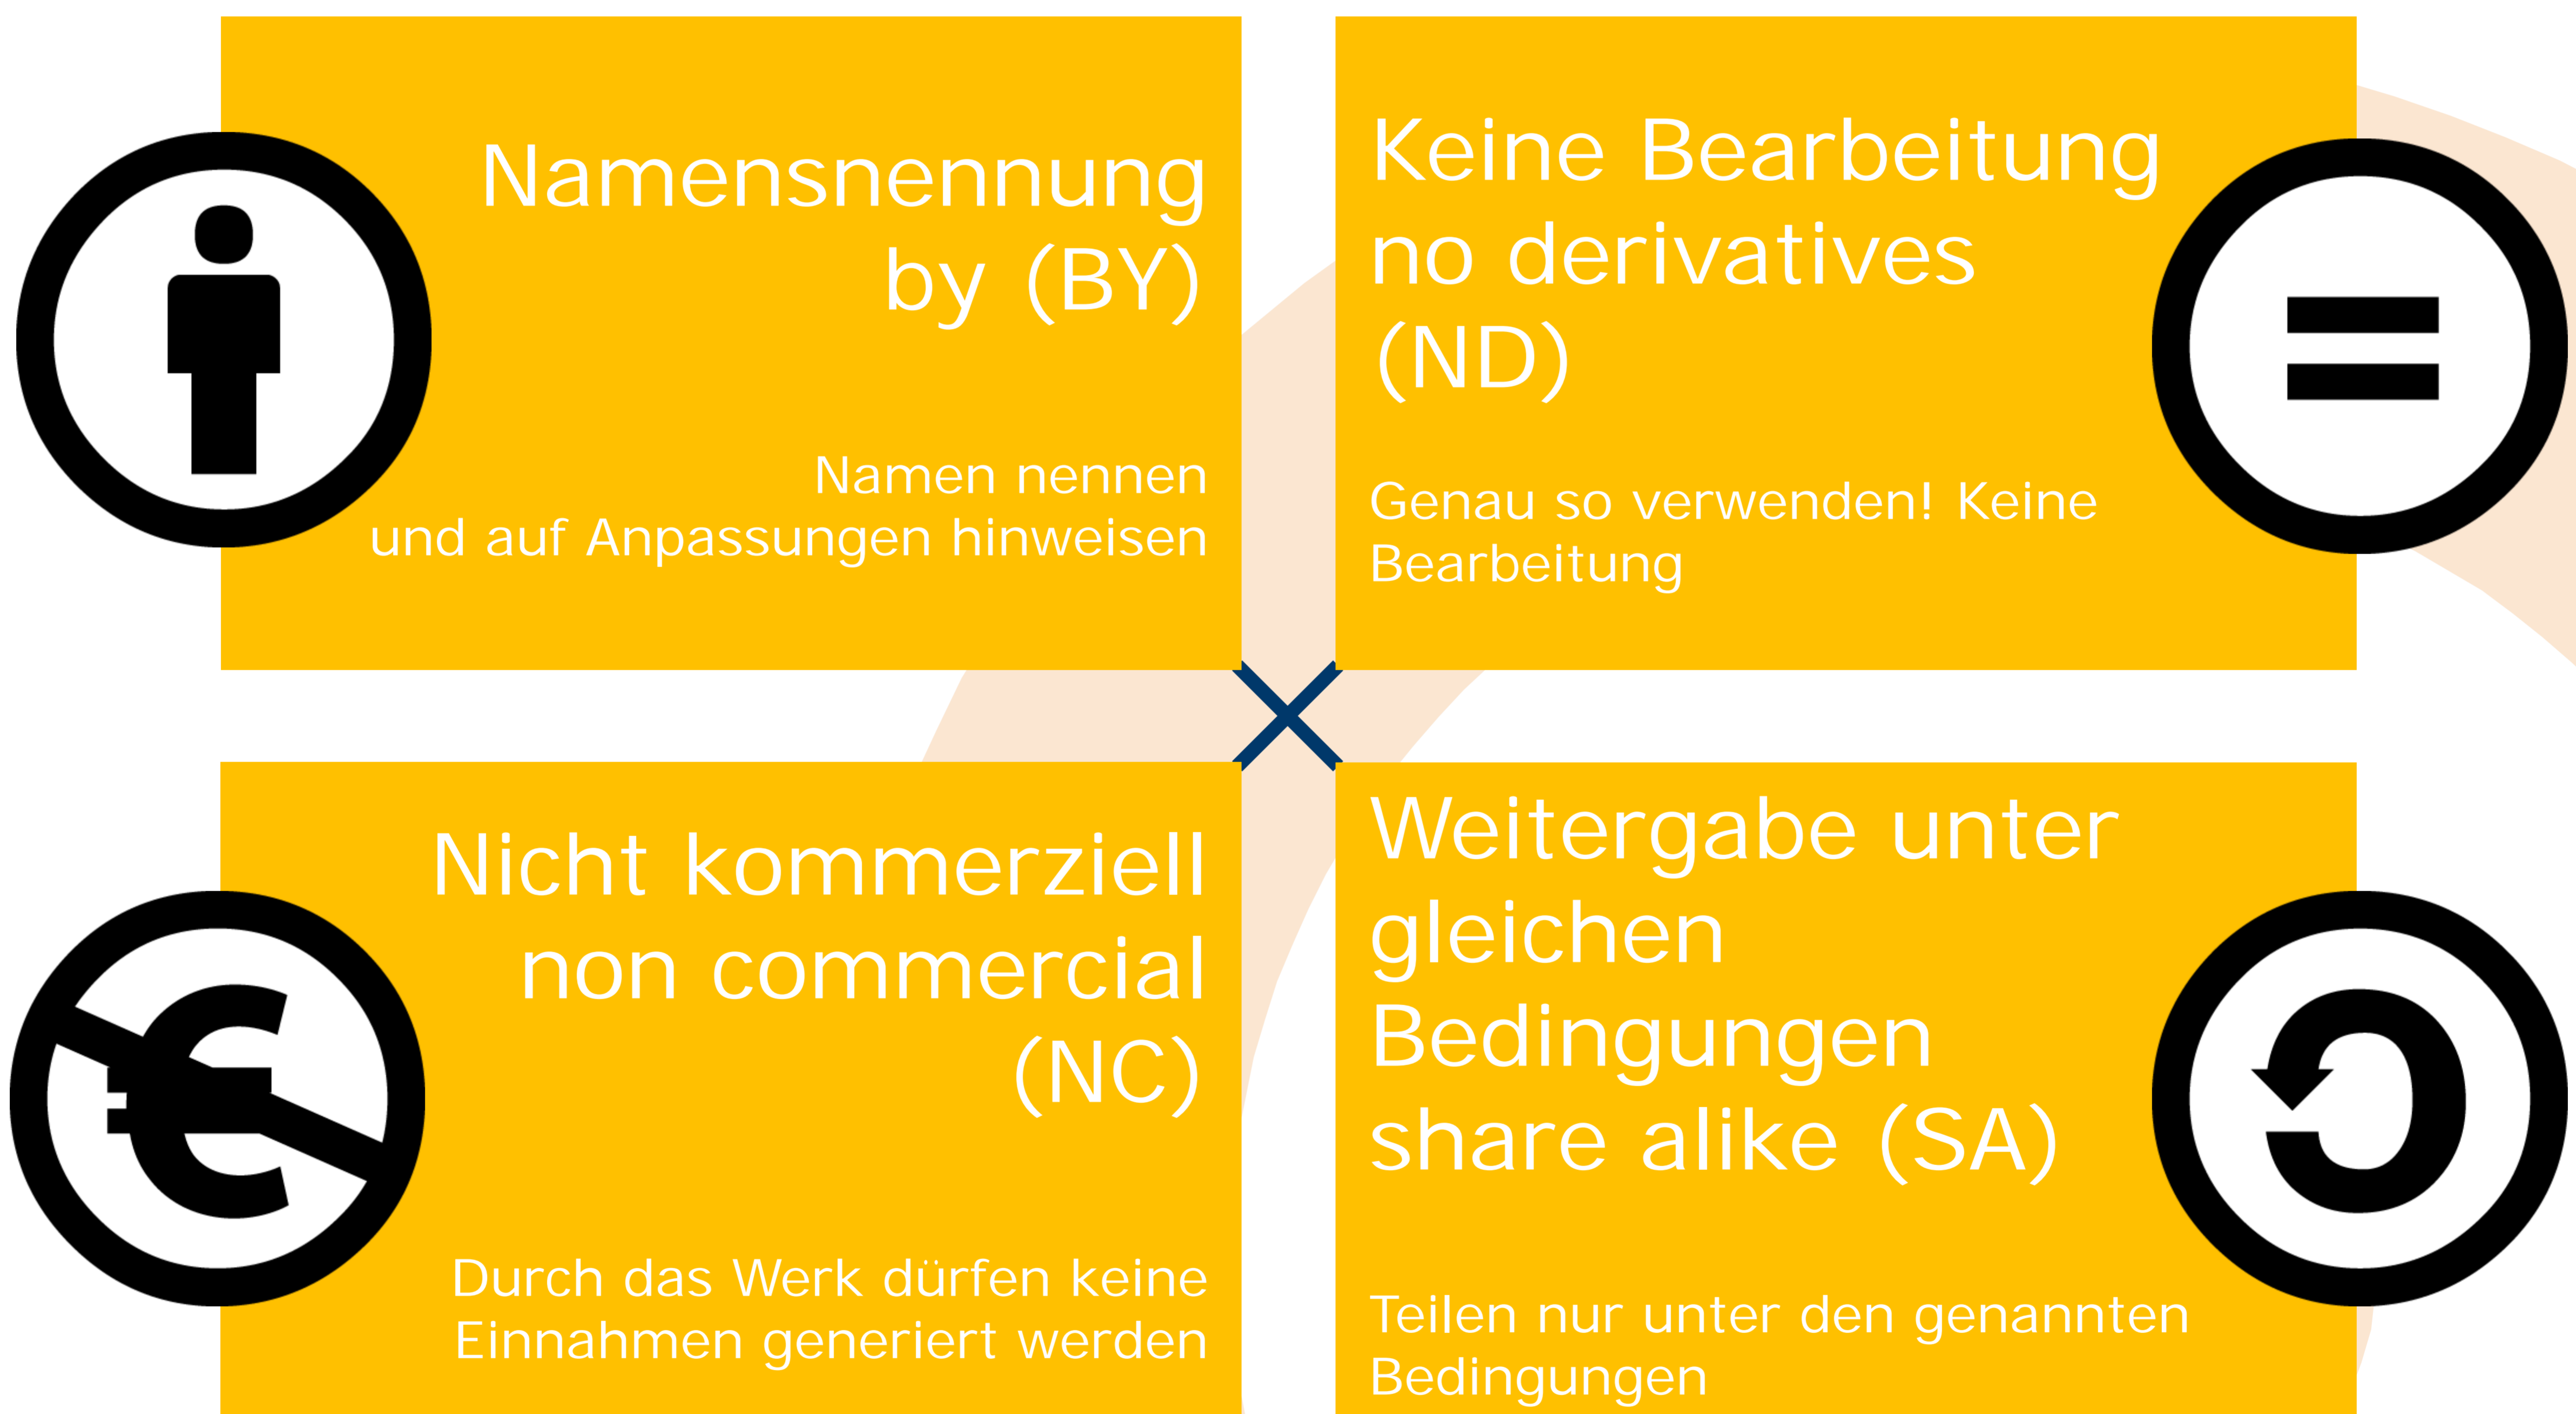 Namensnennung
by (BY)
Namen nennen
und auf Anpassungen hinweisen
Keine Bearbeitung
no derivatives
(ND)
Genau so verwenden! Keine
Bearbeitung
Nicht kommerziell
non commercial
(NC)
Durch das Werk dürfen keine
Einnahmen generiert werden
Weitergabe unter
gleichen
Bedingungen
share alike (SA)
Teilen nur unter den genannten
Bedingungen